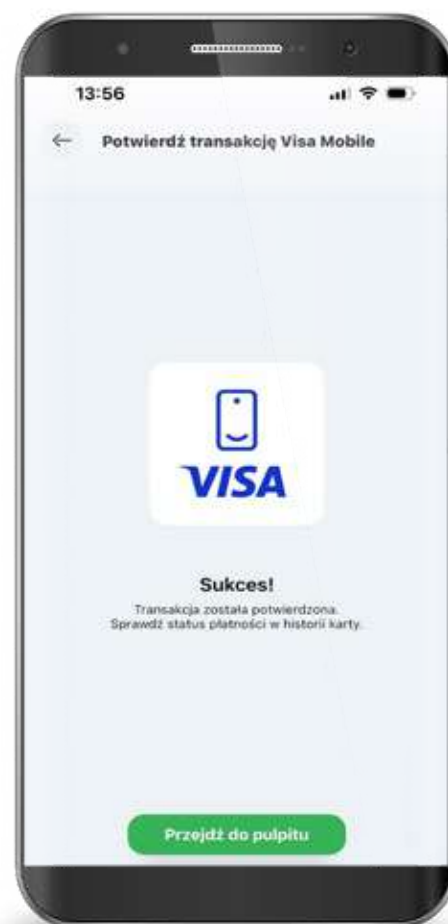 13:56
Potwierdź transakcję Visa Mobile
VISA
Sukces!
Transakcja została potwierdzona.
Sprawdź status płatności w historii karty.
Przejdź do pulpitu